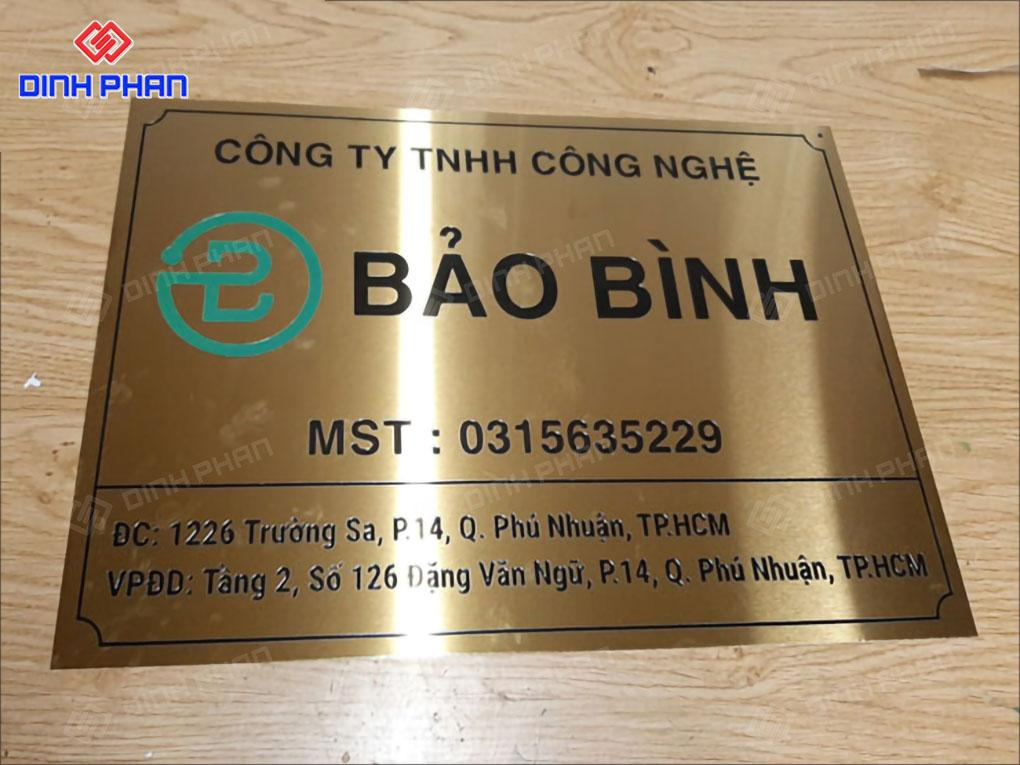 DINH PHAN
CÔNG TY TNHH CÔNG NGHỆ
BẢO BÌNH
MST : 0315635229
ĐC: 1226 Trường Sa, P.14, Q. Phú Nhuận, TP.HCM
VPĐD: Tầng 2, Số 126 Đặng Văn Ngữ, P.14, Q. Phú Nhuận, TP.HCM